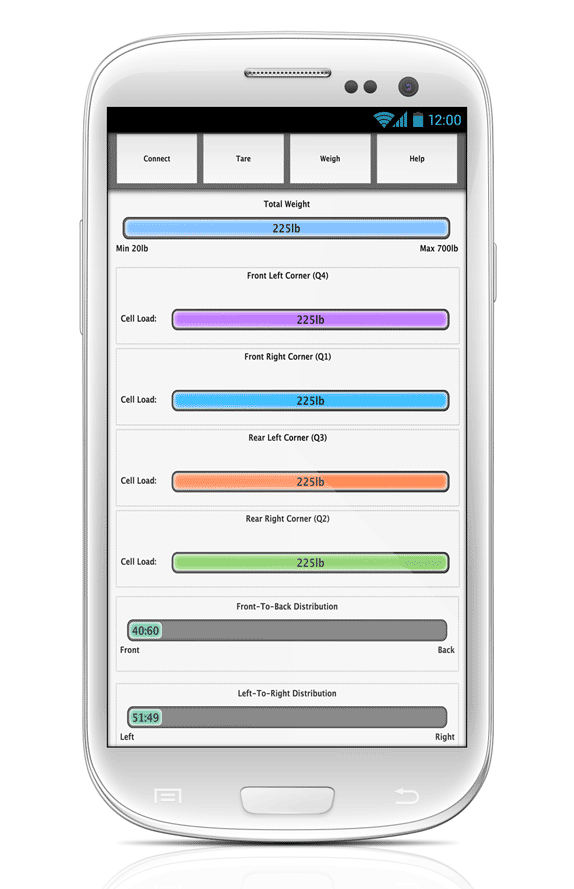 12:00
Connect Tare Weigh Help
Total Weight
225lb
Min 20lb Max 700lb
Front Left Corner (Q4)
Cell Load: 225lb
Front Right Corner (Q1)
Cell Load: 225lb
Rear Left Corner (Q3)
Cell Load: 225lb
Rear Right Corner (Q2)
Cell Load: 225lb
Front-To-Back Distribution
40:60
Front Back
Left-To-Right Distribution
51:49
Left Right